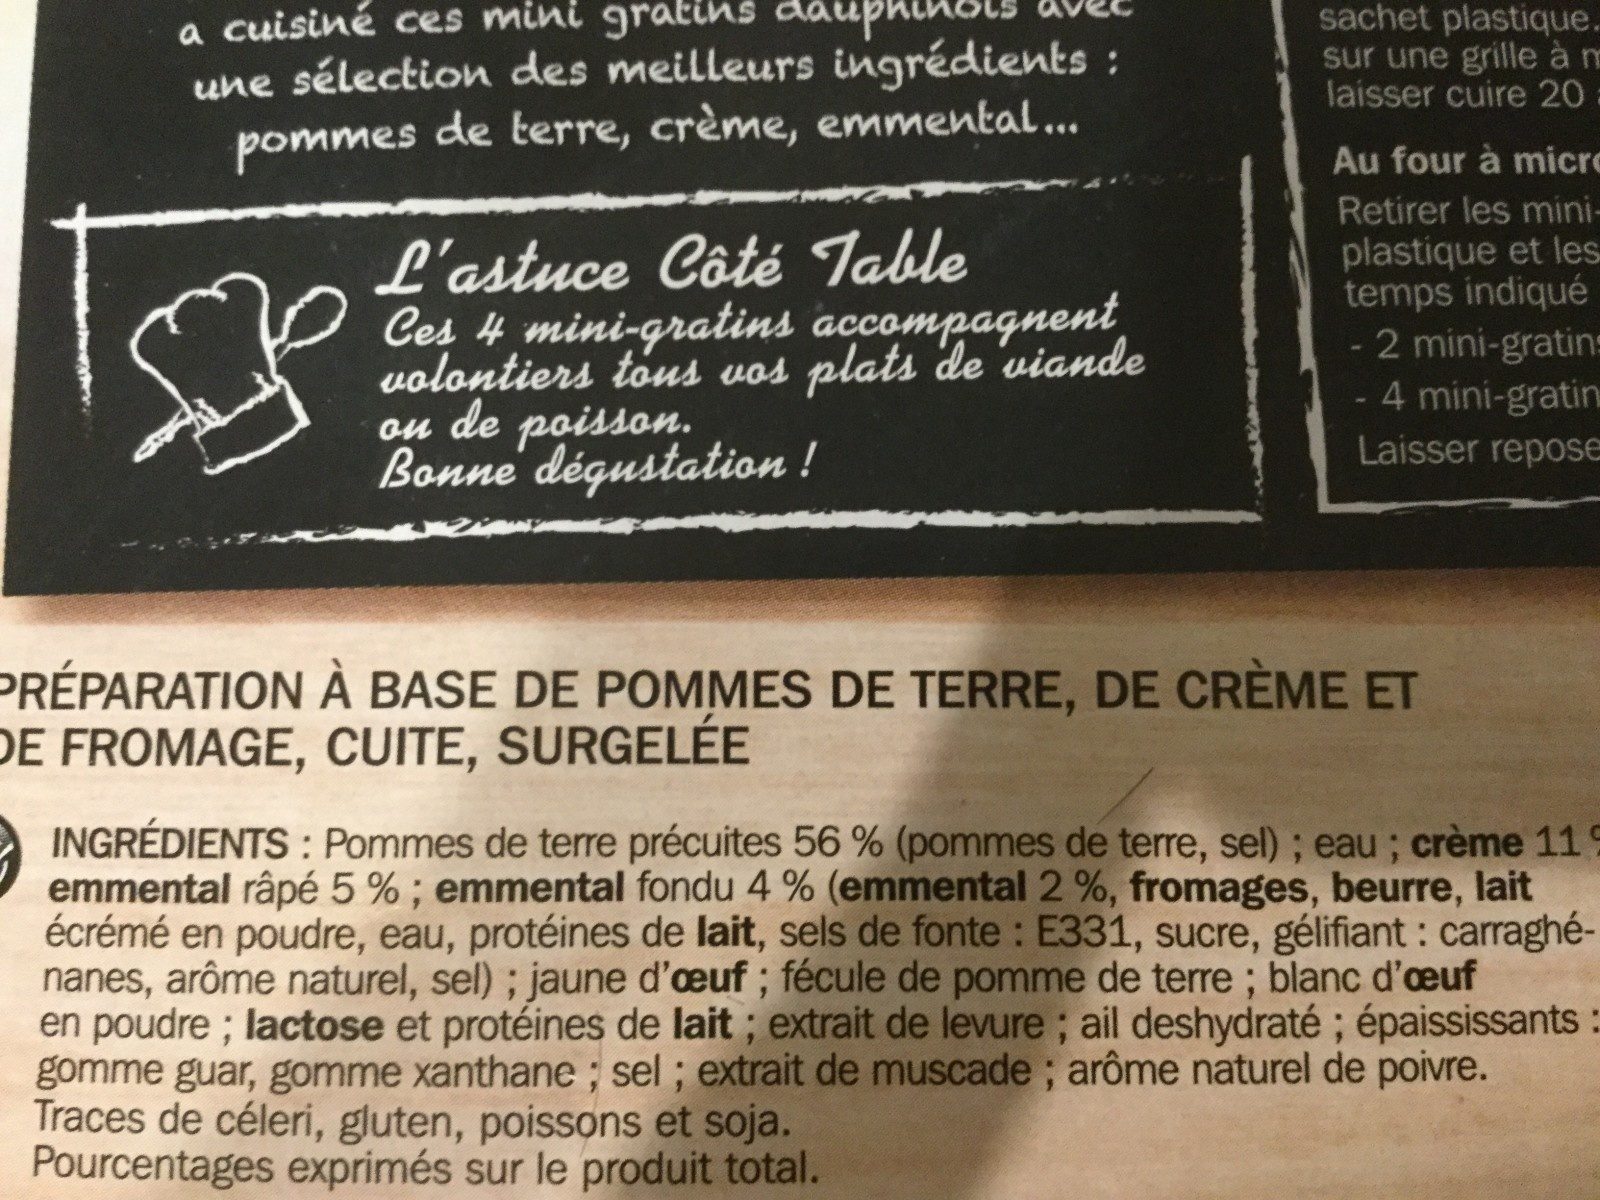 a cuisiné ces mini gratins dauphinois avec
une sélection des meilleurs ingrédients :
pommes de terre, crème, emmental...
L'astuce Côté Table
Ces 4 mini-gratins accompagnent
volontiers tous vos plats de viande
ou de poisson.
Bonne dégustation !
sachet plastique.
sur une grille à
laisser cuire 20
Au four à micro
Retirer les mini-
plastique et les
temps indiqué
- 2 mini-gratins
- 4 mini-gratin
Laisser repose
PRÉPARATION À BASE DE POMMES DE TERRE, DE CRÈME ET
DE FROMAGE, CUITE, SURGELÉE
INGRÉDIENTS : Pommes de terre précuites 56 % (pommes de terre, sel) ; eau ; crème 11 %
emmental râpé 5 % ; emmental fondu 4 % (emmental 2 %, fromages, beurre, lait
écrémé en poudre, eau, protéines de lait, sels de fonte : E331, sucre, gélifiant : carraghé-
nanes, arôme naturel, sel) ; jaune d'œuf ; fécule de pomme de terre ; blanc d'œuf
en poudre ; lactose et protéines de lait ; extrait de levure ; ail deshydraté ; épaississants :
gomme guar, gomme xanthane ; sel ; extrait de muscade ; arôme naturel de poivre.
Traces de céleri, gluten, poissons et soja.
Pourcentages exprimés sur le produit total.